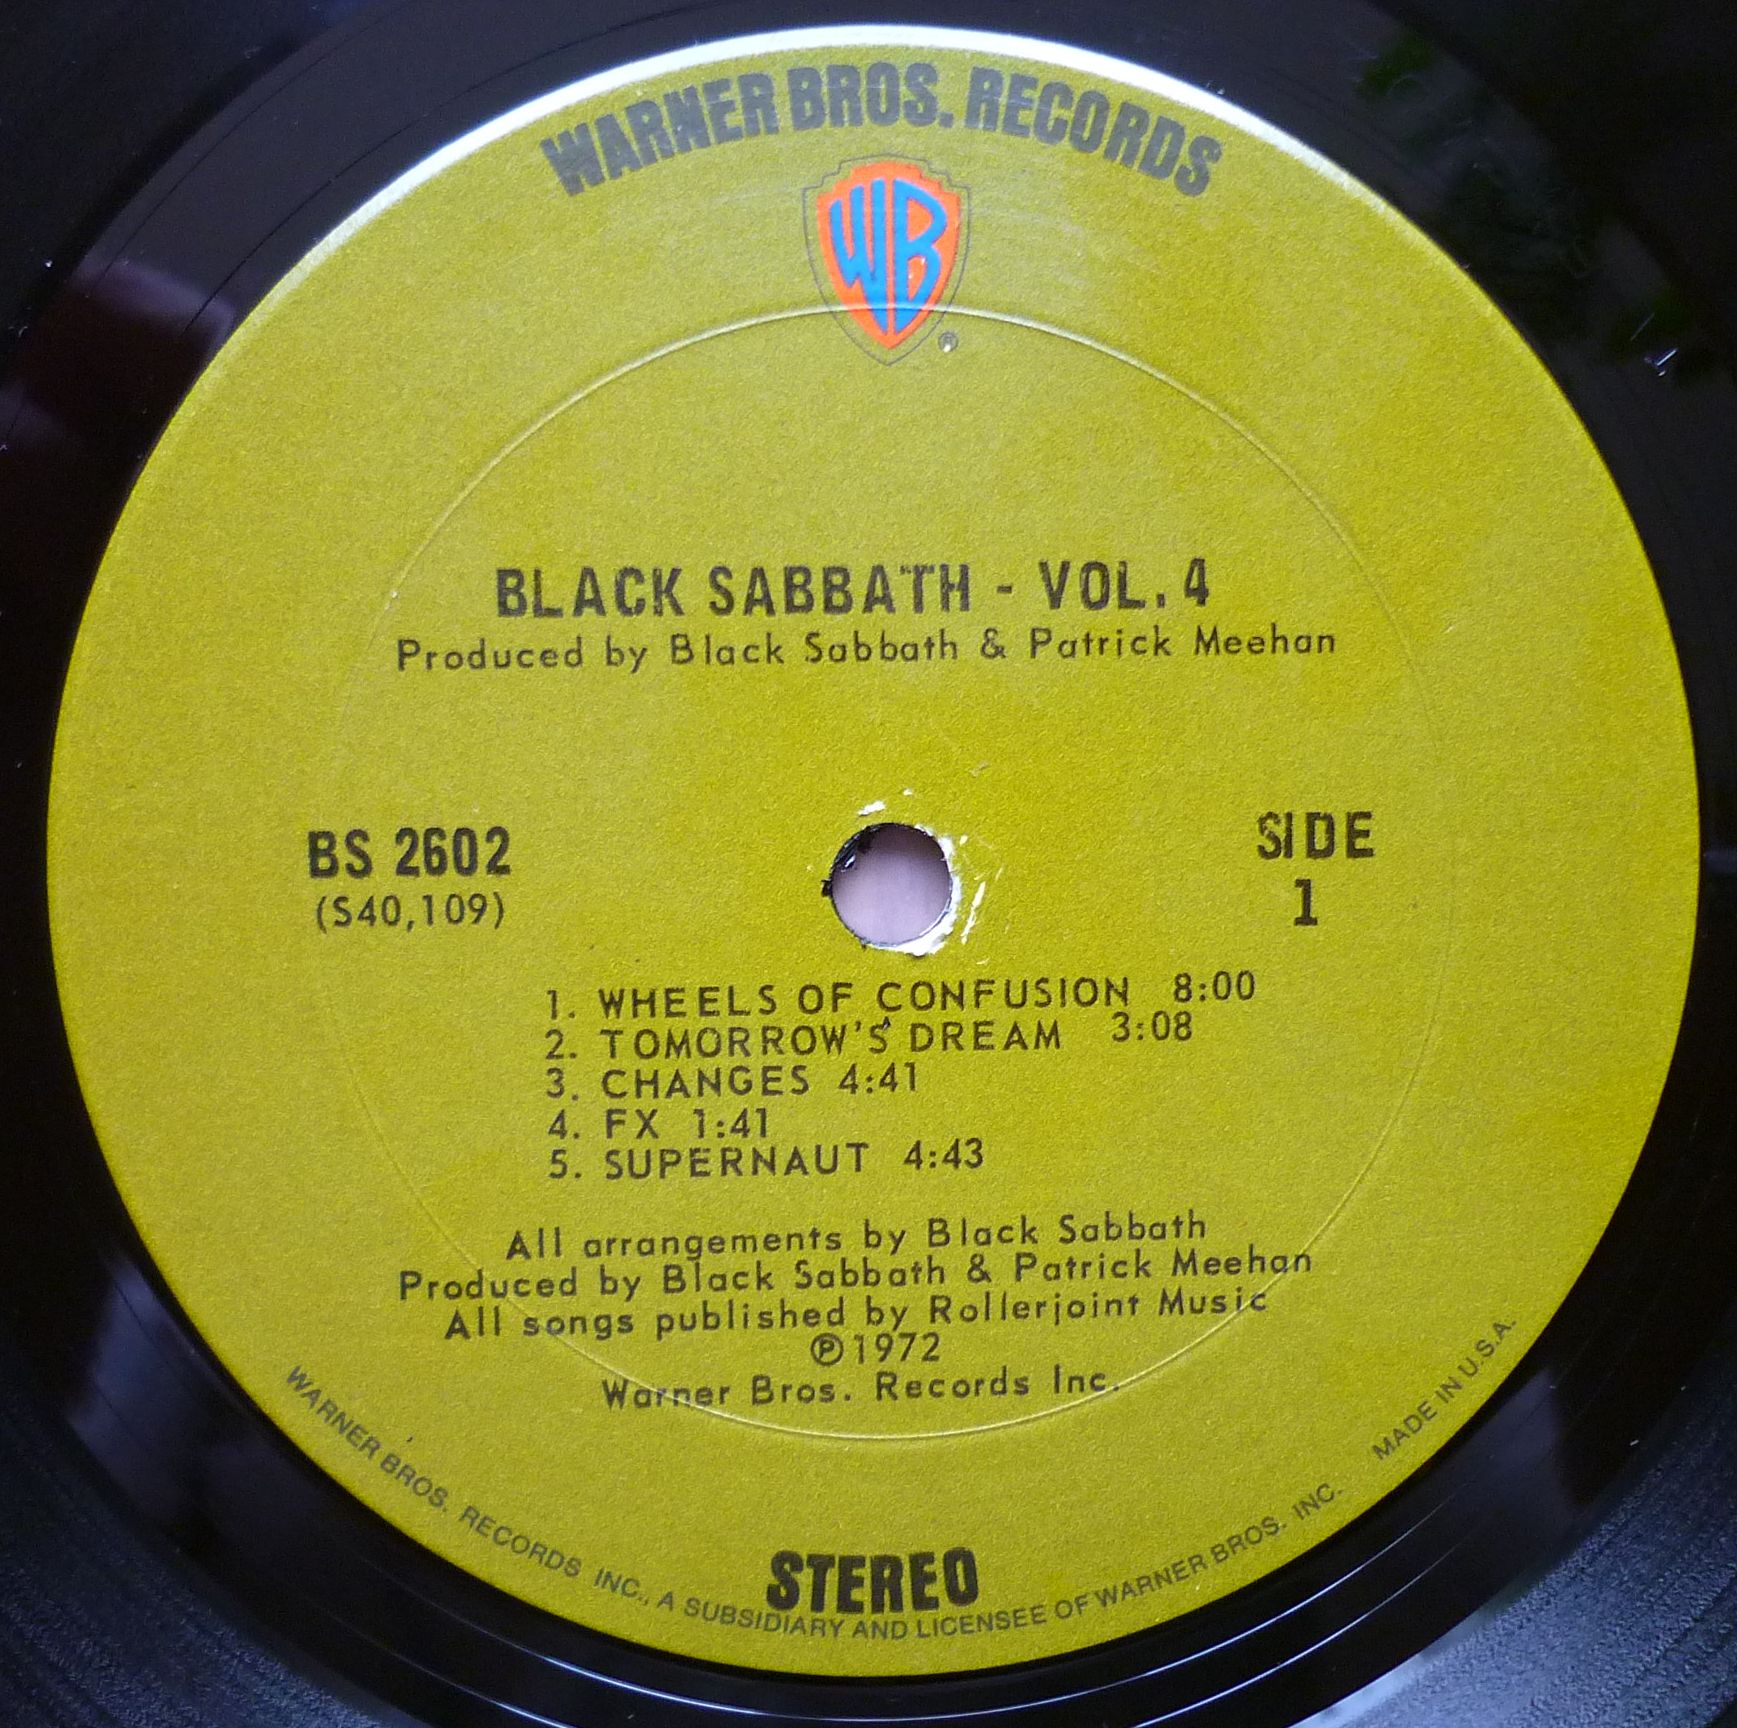 WARNER BROS. RECORDS
WB
®
BLACK SABBATH - VOL. 4
Produced by Black Sabbath & Patrick Meehan
BS 2602
(S40,109)
SIDE
1
1. WHEELS OF CONFUSION 8:00
2. TOMORROW'S DREAM 3:08
3. CHANGES 4:41
4. FX 1:41
5. SUPERNAUT 4:43
All arrangements by Black Sabbath
Produced by Black Sabbath & Patrick Meehan
All songs published by Rollerjoint Music
℗1972
Warner Bros. Records Inc.
STEREO
WARNER BROS. RECORDS INC., A SUBSIDIARY AND LICENSEE OF WARNER BROS. INC. MADE IN U.S.A.